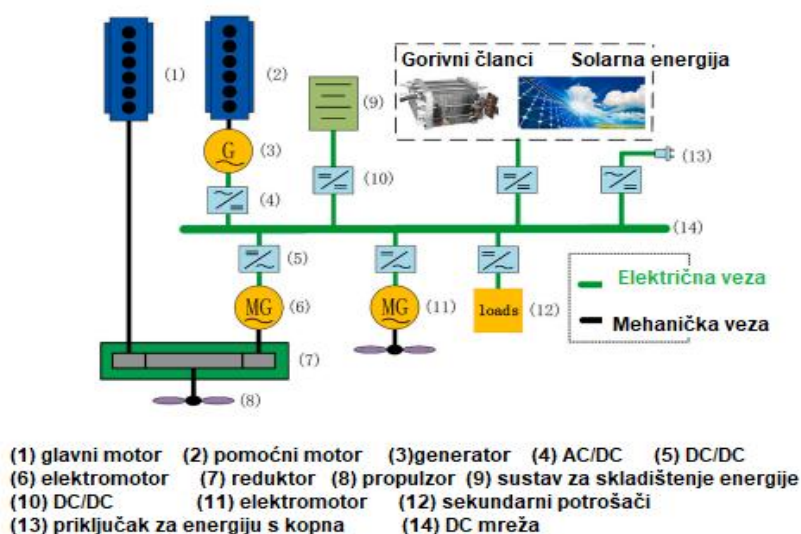 (1)
(2)
Gorivni članci Solarna energija
(9)
G
(3)
(13)
(10)
(4)
(14)
(5)
Električna veza
MG
(6)
MG
(11)
loads
(12)
Mehanička veza
(7)
(8)
(1) glavni motor (2) pomoćni motor (3)generator (4) AC/DC (5) DC/DC
(6) elektromotor (7) reduktor (8) propulzor (9) sustav za skladištenje energije
(10) DC/DC (11) elektromotor (12) sekundarni potrošači
(13) priključak za energiju s kopna (14) DC mreža